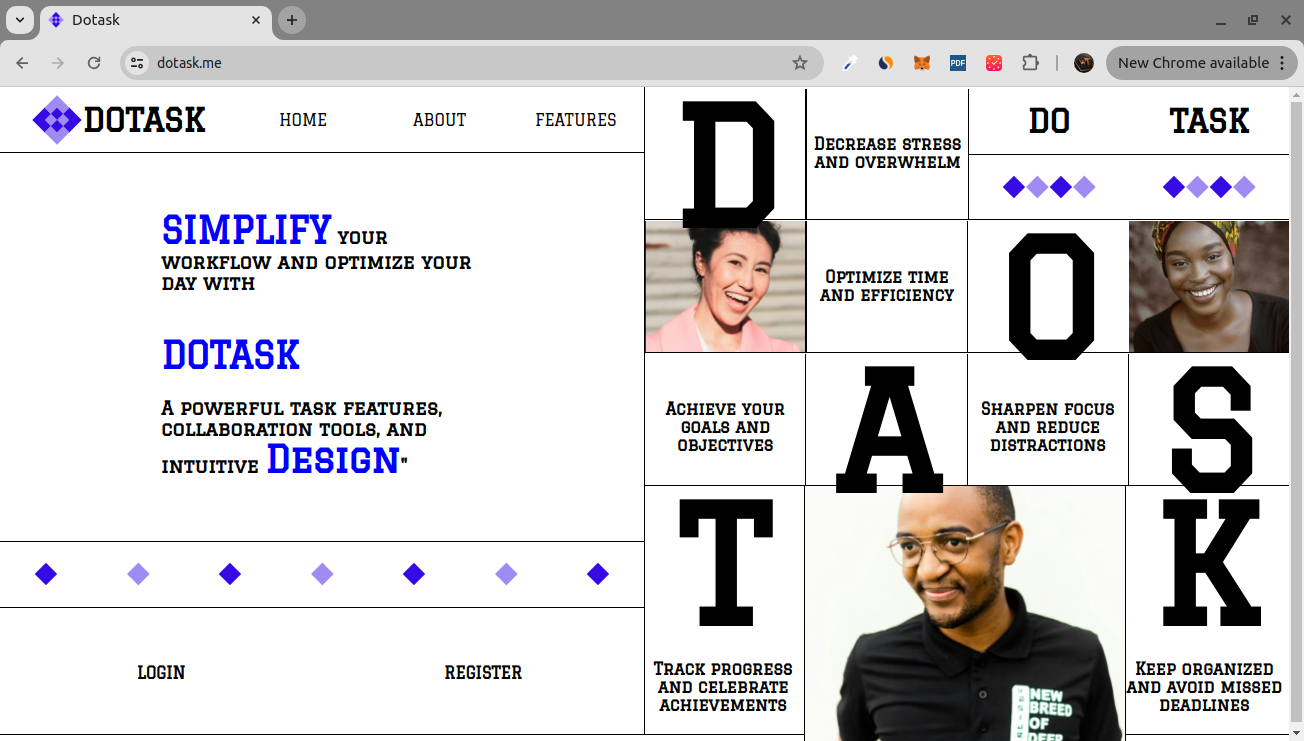 Dotask
dotask.me
PDF
New Chrome available
DOTASK
HOME
ABOUT
FEATURES
SIMPLIFY YOUR
WORKFLOW AND OPTIMIZE YOUR
DAY WITH
DOTASK
A POWERFUL TASK FEATURES,
COLLABORATION TOOLS, AND
INTUITIVE DESIGN"
LOGIN
REGISTER
D
DECREASE STRESS
AND OVERWHELM
DO
TASK
OPTIMIZE TIME
AND EFFICIENCY
O
ACHIEVE YOUR
GOALS AND
OBJECTIVES
A
SHARPEN FOCUS
AND REDUCE
DISTRACTIONS
S
T
TRACK PROGRESS
AND CELEBRATE
ACHIEVEMENTS
NEW
BREED
OF
K
KEEP ORGANIZED
AND AVOID MISSED
DEADLINES